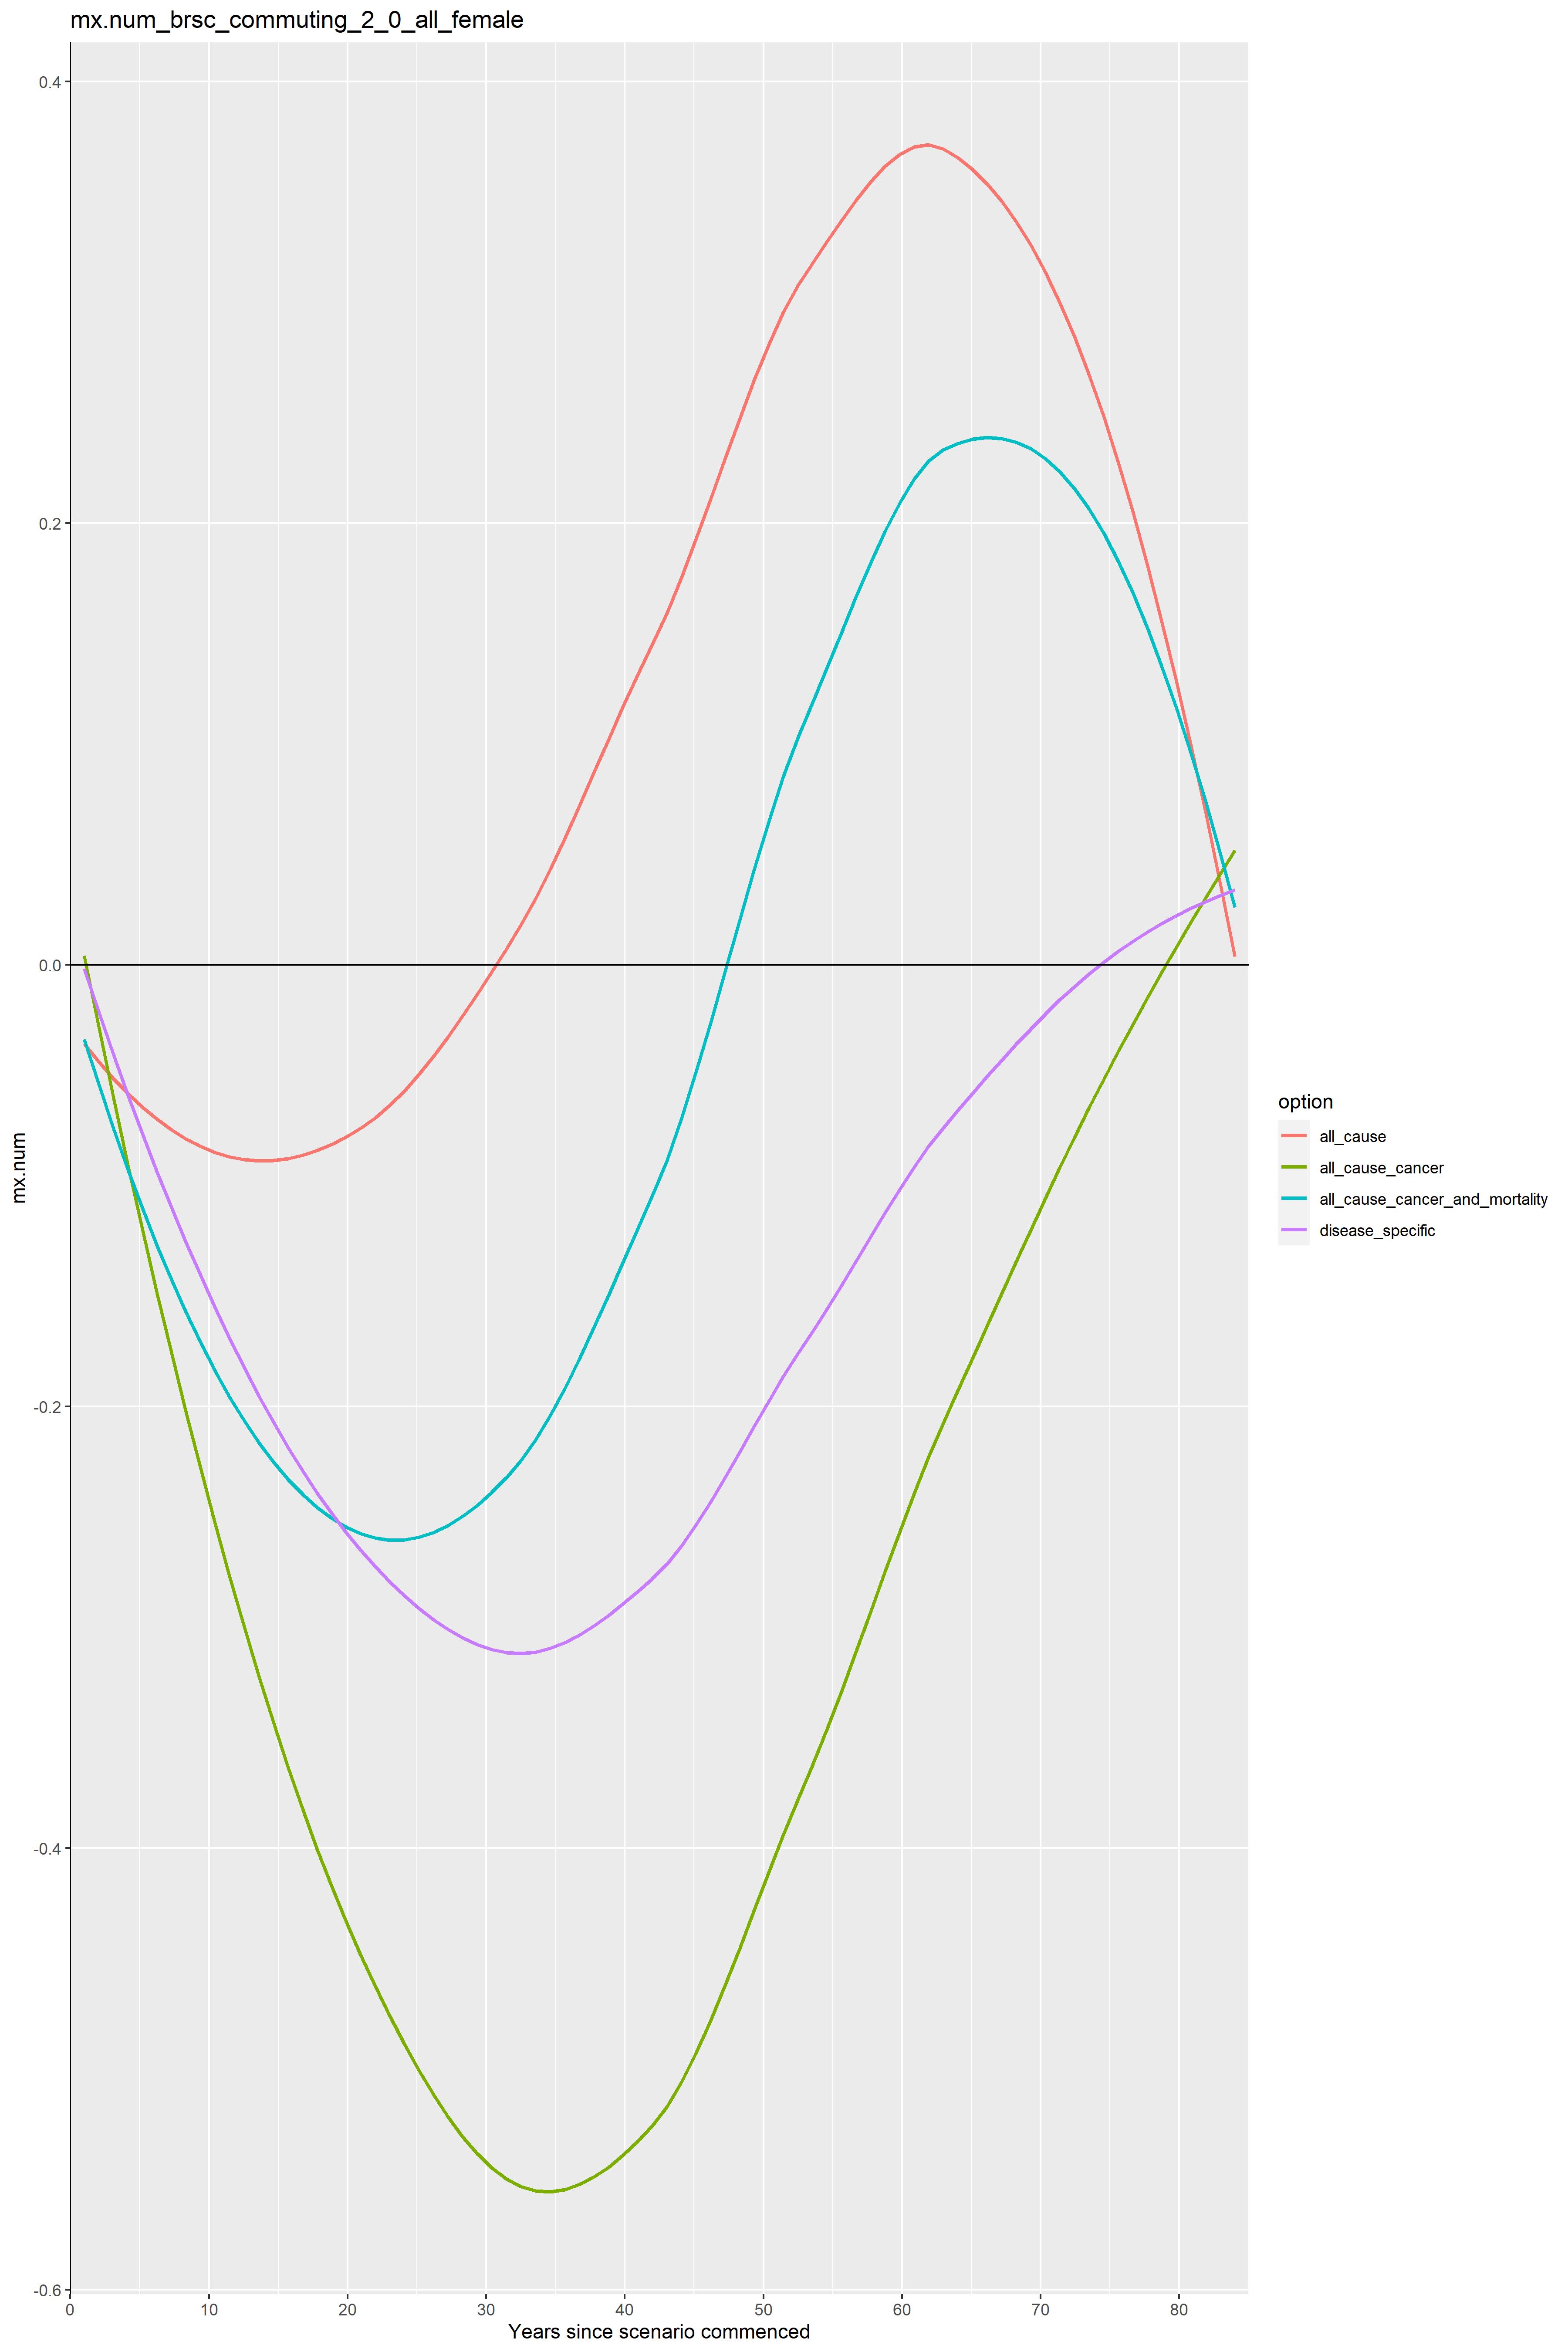 mx.num_brsc_commuting_2_0_all_female
0.4
0.2
0.0
-0.2
-0.4
-0.6
mx.num
0 10 20 30 40 50 60 70 80
Years since scenario commenced
option
all_cause
all_cause_cancer
all_cause_cancer_and_mortality
disease_specific